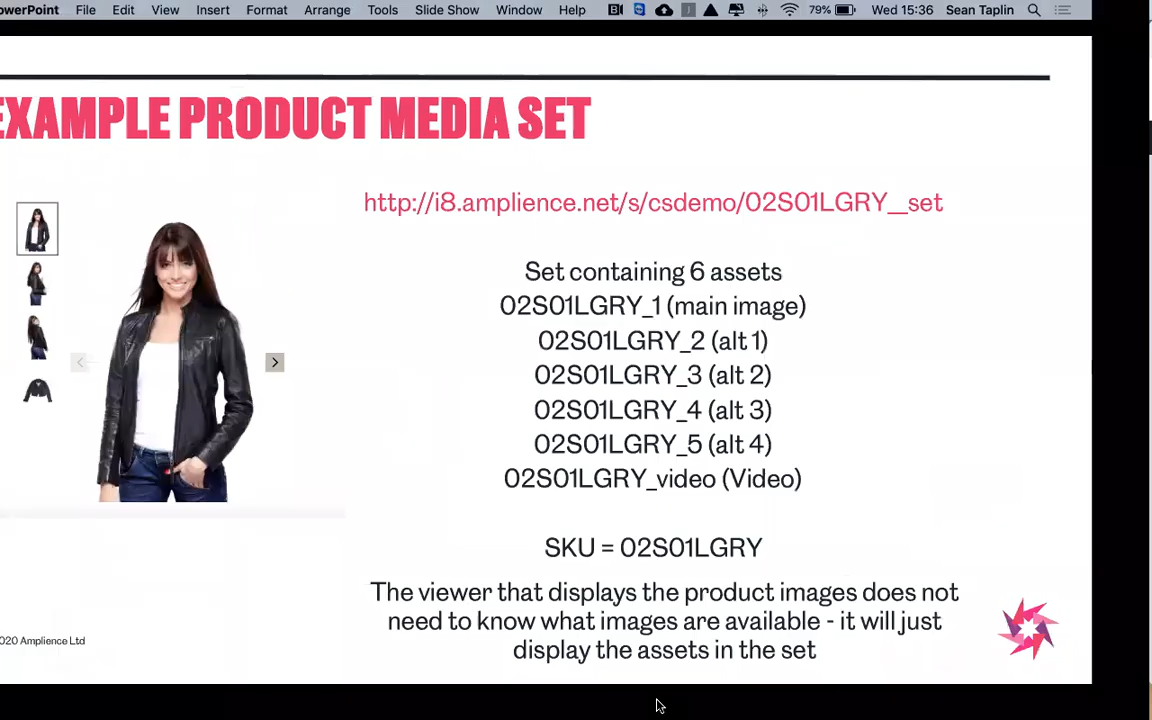 owerPoint File Edit View Insert Format Arrange Tools Slide Show Window Help 79% Wed 15:36 Sean Taplin
EXAMPLE PRODUCT MEDIA SET
http://i8.amplience.net/s/csdemo/02S01LGRY__set
Set containing 6 assets
02S01LGRY_1 (main image)
02S01LGRY_2 (alt 1)
02S01LGRY_3 (alt 2)
02S01LGRY_4 (alt 3)
02S01LGRY_5 (alt 4)
02S01LGRY_video (Video)
SKU = 02S01LGRY
The viewer that displays the product images does not
need to know what images are available - it will just
display the assets in the set
020 Amplience Ltd